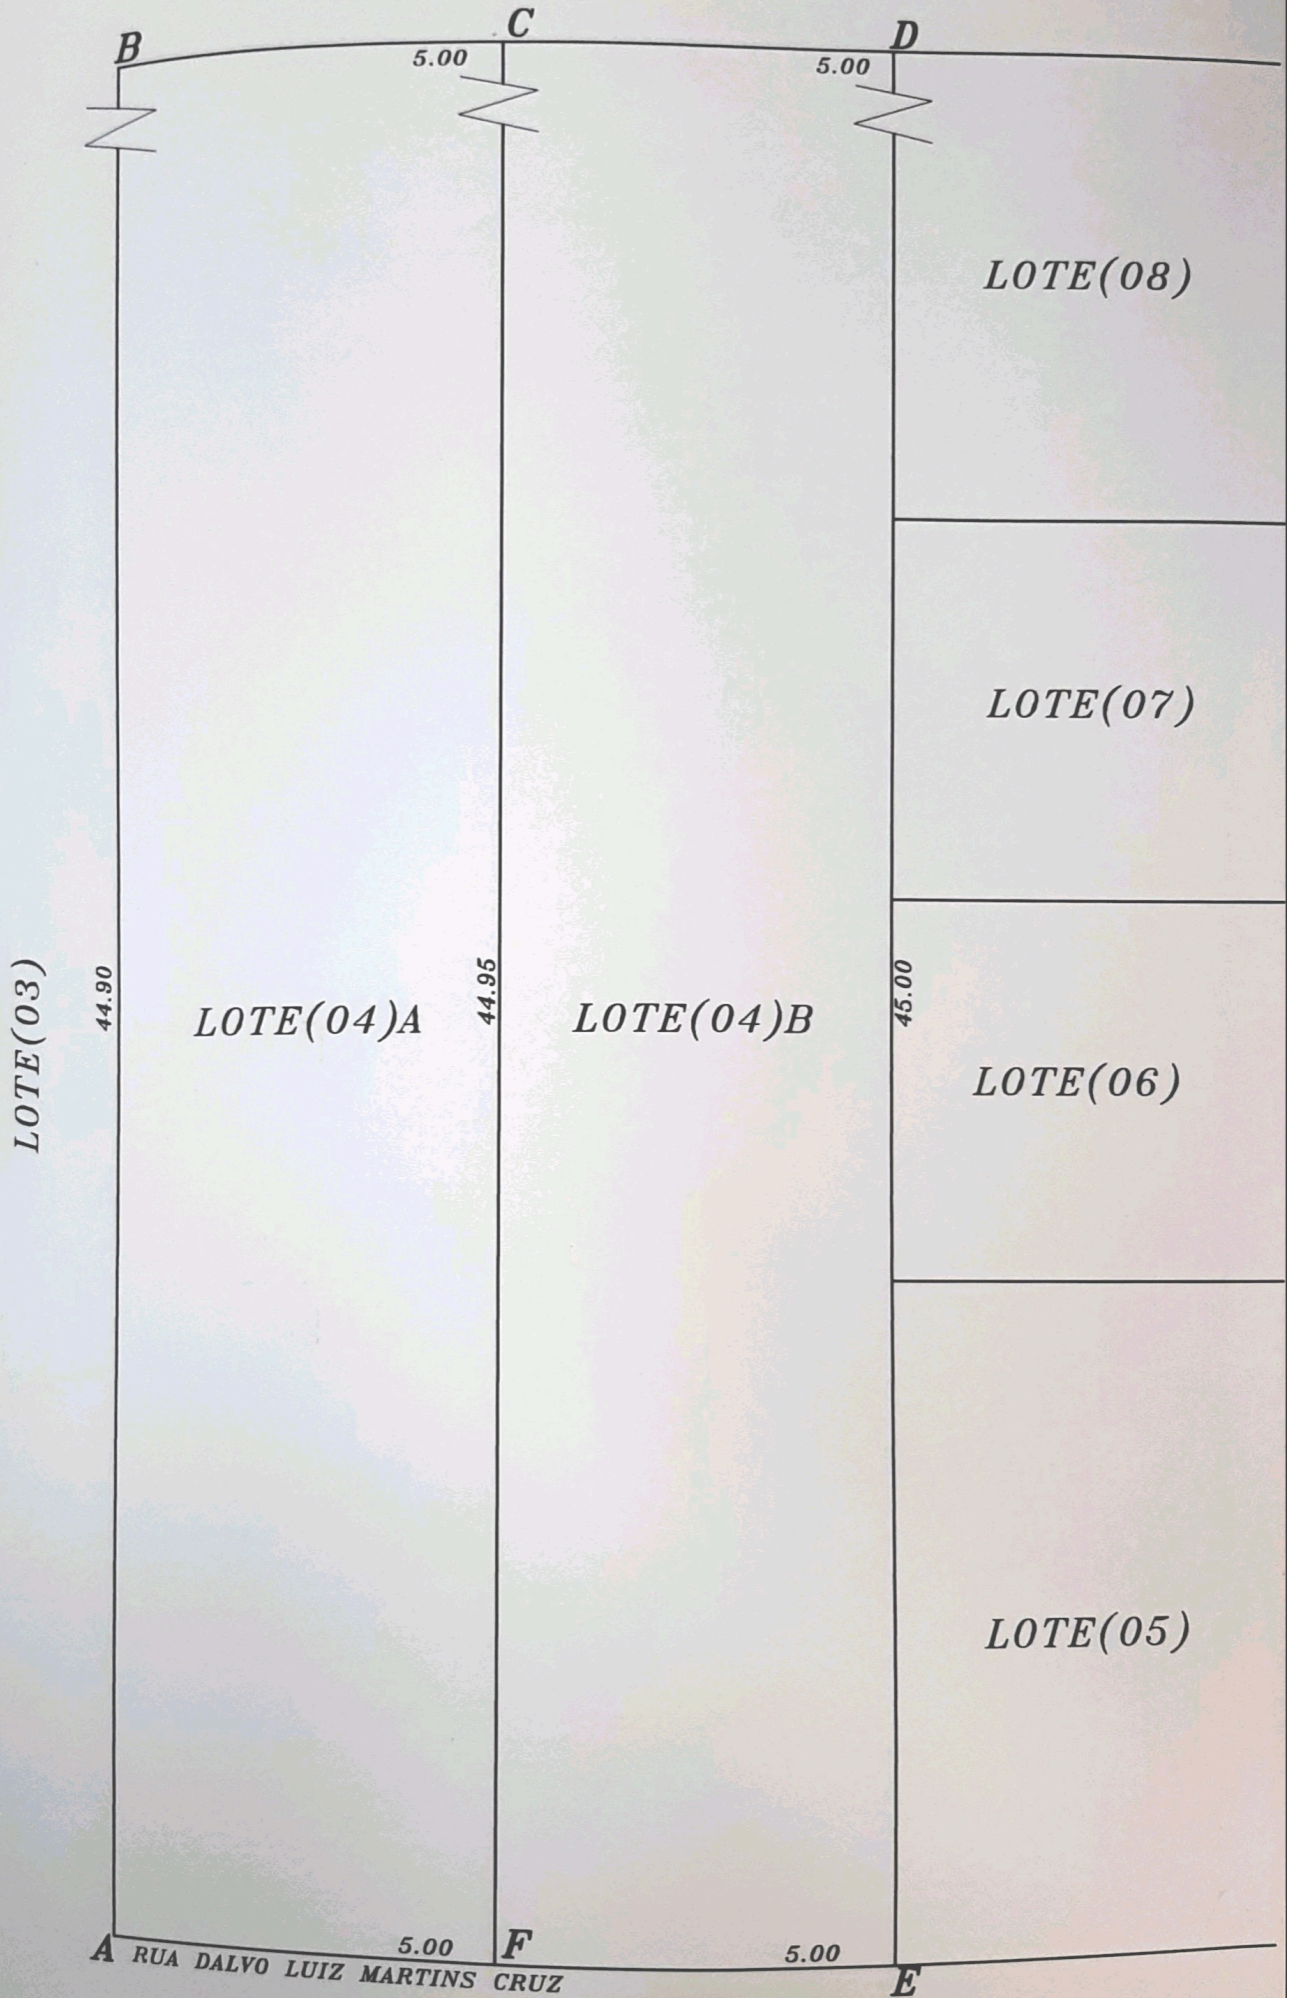 B
C
D
5.00
5.00
LOTE(08)
LOTE(07)
LOTE(03)
44.90
LOTE(04)A
44.95
LOTE(04)B
45.00
LOTE(06)
LOTE(05)
A
RUA DALVO LUIZ MARTINS CRUZ
5.00
F
5.00
E